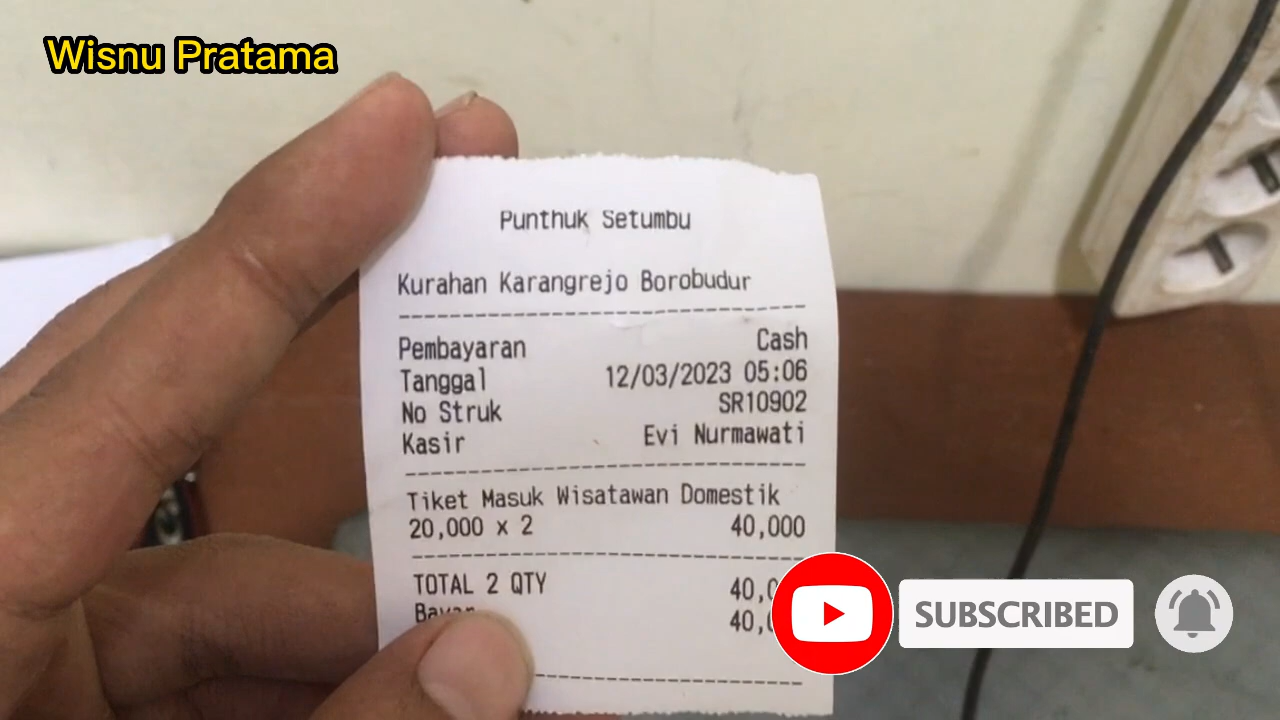 Wisnu Pratama
Punthuk Setumbu
Kurahan Karangrejo Borobudur
Pembayaran Cash
Tanggal 12/03/2023 05:06
No Struk SR10902
Kasir Evi Nurmawati
Tiket Masuk Wisatawan Domestik
20,000 x 2 40,000
TOTAL 2 QTY
SUBSCRIBED